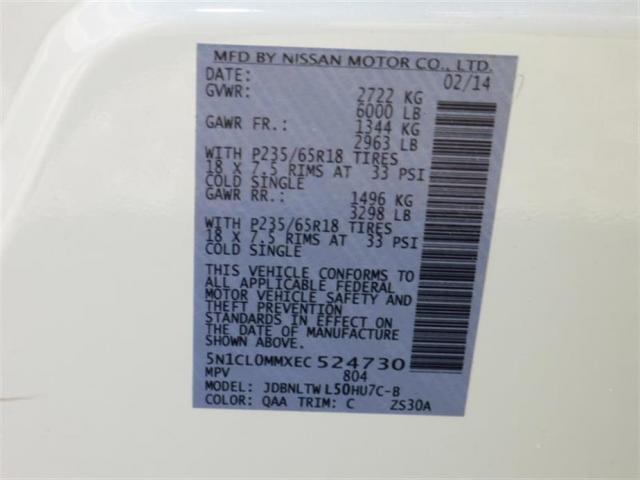 MFD BY NISSAN MOTOR CO., LTD.
DATE: 02/14
GVWR: 2722 KG
6000 LB
GAWR FR.: 1344 KG
2963 LB
WITH P235/65R18 TIRES
18 X 7.5 RIMS AT 33 PSI
COLD SINGLE
GAWR RR.: 1496 KG
3298 LB
WITH P235/65R18 TIRES
18 X 7.5 RIMS AT 33 PSI
COLD SINGLE
THIS VEHICLE CONFORMS TO
ALL APPLICABLE FEDERAL
MOTOR VEHICLE SAFETY AND
THEFT PREVENTION
STANDARDS IN EFFECT ON
THE DATE OF MANUFACTURE
SHOWN ABOVE.
5N1CL0MMXEC524730
MPV 804
MODEL: JDBNLTW L50HU7C-B
COLOR: QAA TRIM: C ZS30A